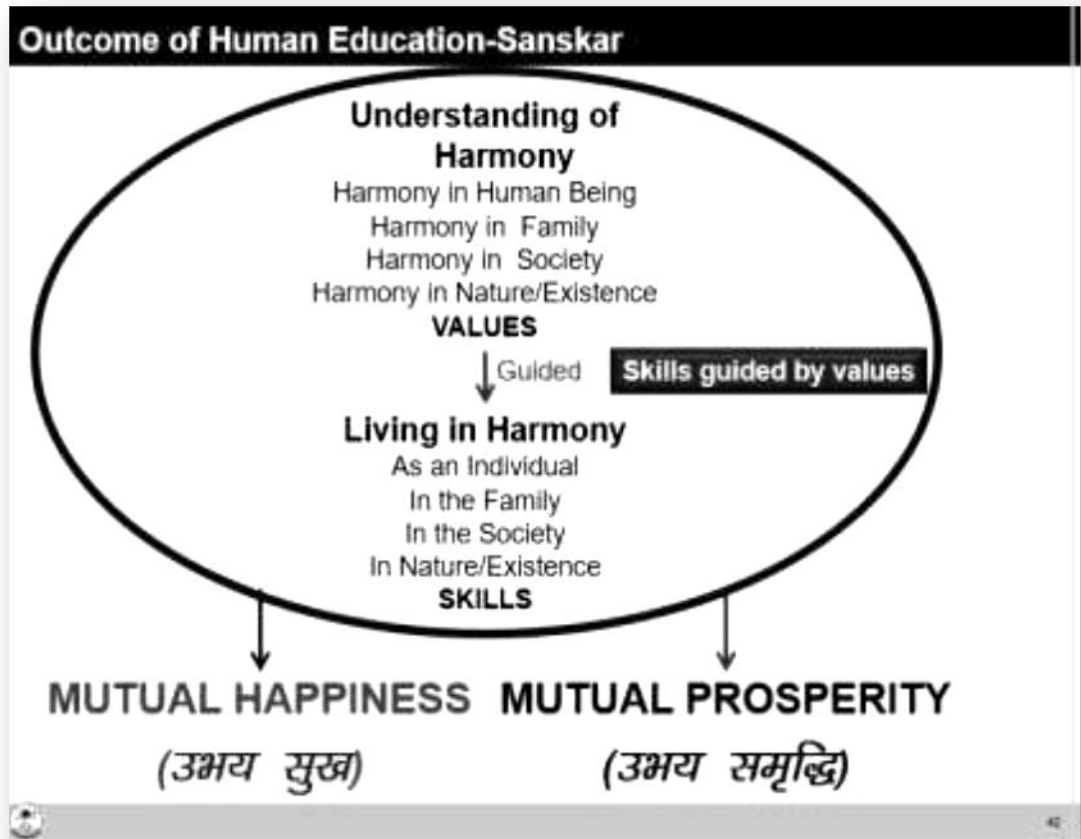 Outcome of Human Education-Sanskar
Understanding of
Harmony
Harmony in Human Being
Harmony in Family
Harmony in Society
Harmony in Nature/Existence
VALUES
Guided
Skills guided by values
Living in Harmony
As an Individual
In the Family
In the Society
In Nature/Existence
SKILLS
MUTUAL HAPPINESS MUTUAL PROSPERITY
(उभय सुख) (उभय समृद्धि)